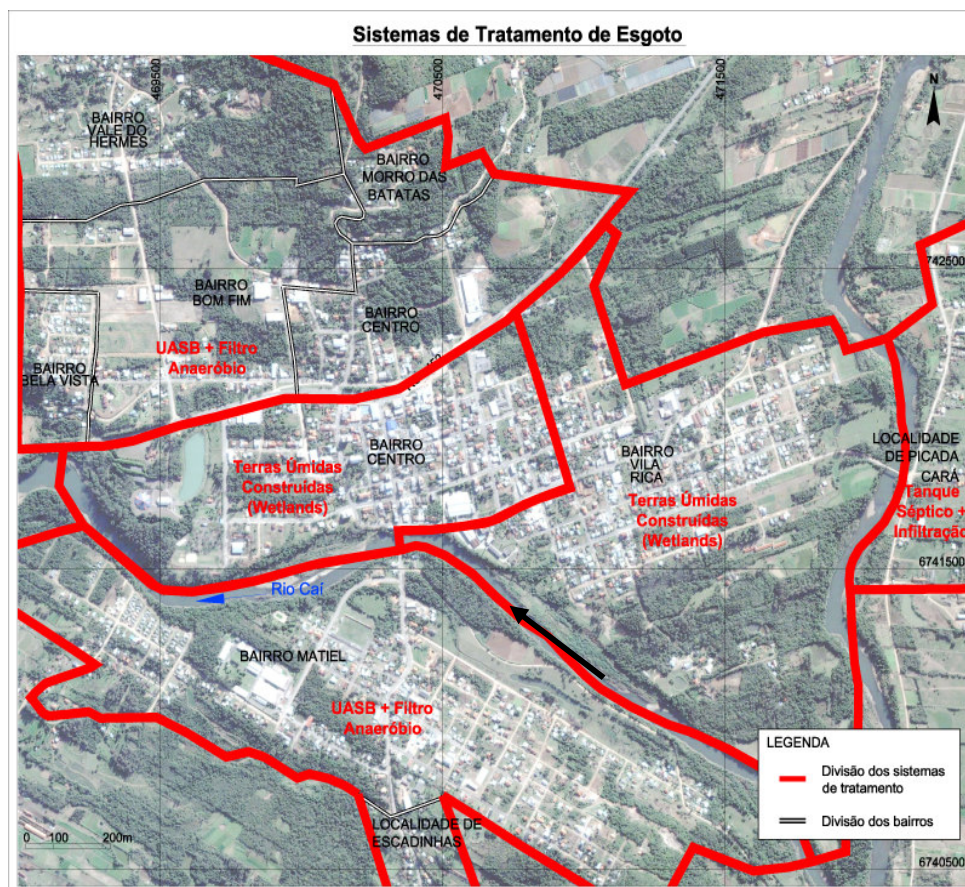 Sistemas de Tratamento de Esgoto
469500
470500
471500
N
BAIRRO
VALE DO
HERMES
BAIRRO
MORRO DAS
BATATAS
6742500
BAIRRO
BOM FIM
BAIRRO
CENTRO
UASB + Filtro
Anaeróbio
BAIRRO
BELA VISTA
BAIRRO
CENTRO
LOCALIDADE
DE PICADA
CARÁ
BAIRRO
VILA
RICA
Terras Úmidas
Construídas
(Wetlands)
Terras Úmidas
Construídas
(Wetlands)
Tanque
Séptico +
Infiltração
6741500
Rio Caí
BAIRRO MATIEL
UASB + Filtro
Anaeróbio
LEGENDA
Divisão dos sistemas
de tratamento
Divisão dos bairros
0 100 200m
LOCALIDADE DE
ESCADINHAS
6740500